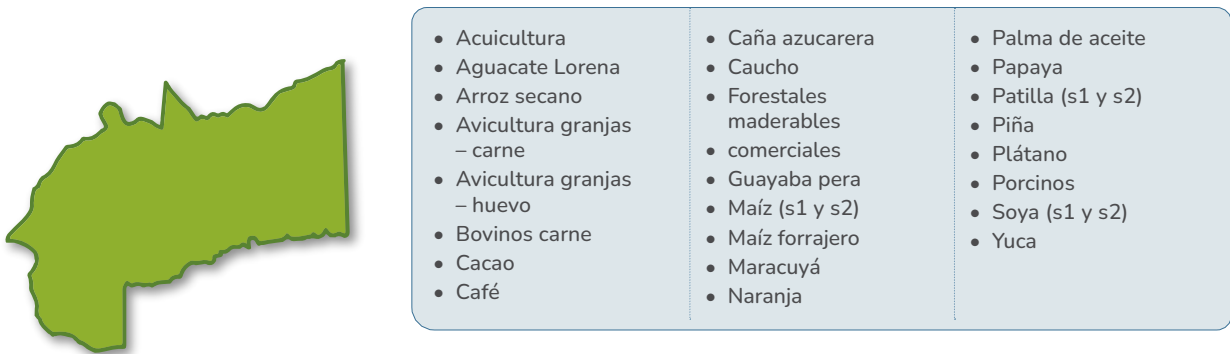 • Acuicultura
• Aguacate Lorena
• Arroz secano
• Avicultura granjas
– carne
• Avicultura granjas
– huevo
• Bovinos carne
• Cacao
• Café
• Caña azucarera
• Caucho
• Forestales
maderables
• comerciales
• Guayaba pera
• Maíz (s1 y s2)
• Maíz forrajero
• Maracuyá
• Naranja
• Palma de aceite
• Papaya
• Patilla (s1 y s2)
• Piña
• Plátano
• Porcinos
• Soya (s1 y s2)
• Yuca